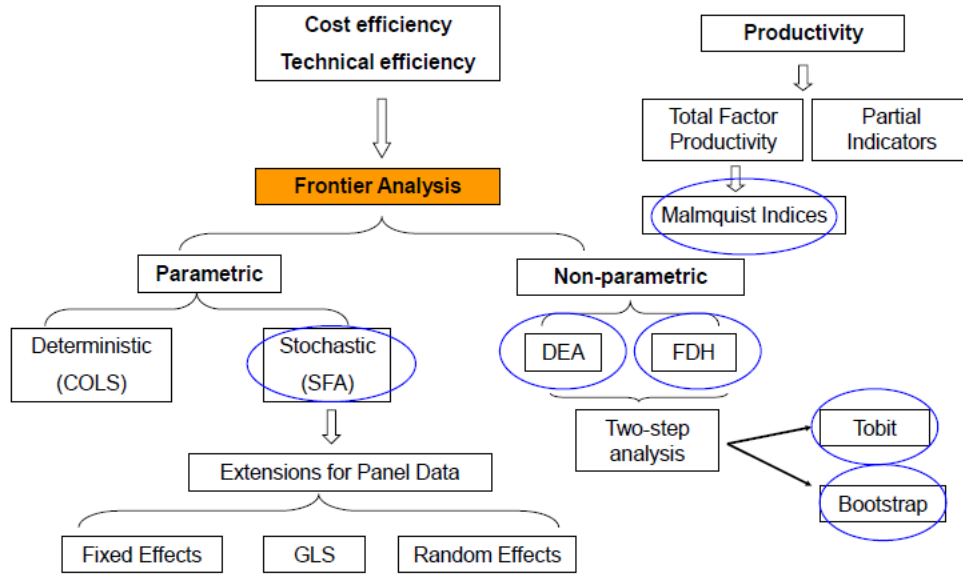 Cost efficiency
Technical efficiency
Productivity
Total Factor
Productivity
Partial
Indicators
Frontier Analysis
Malmquist Indices
Parametric
Non-parametric
Deterministic
(COLS)
Stochastic
(SFA)
DEA
FDH
Two-step
analysis
Tobit
Extensions for Panel Data
Bootstrap
Fixed Effects
GLS
Random Effects